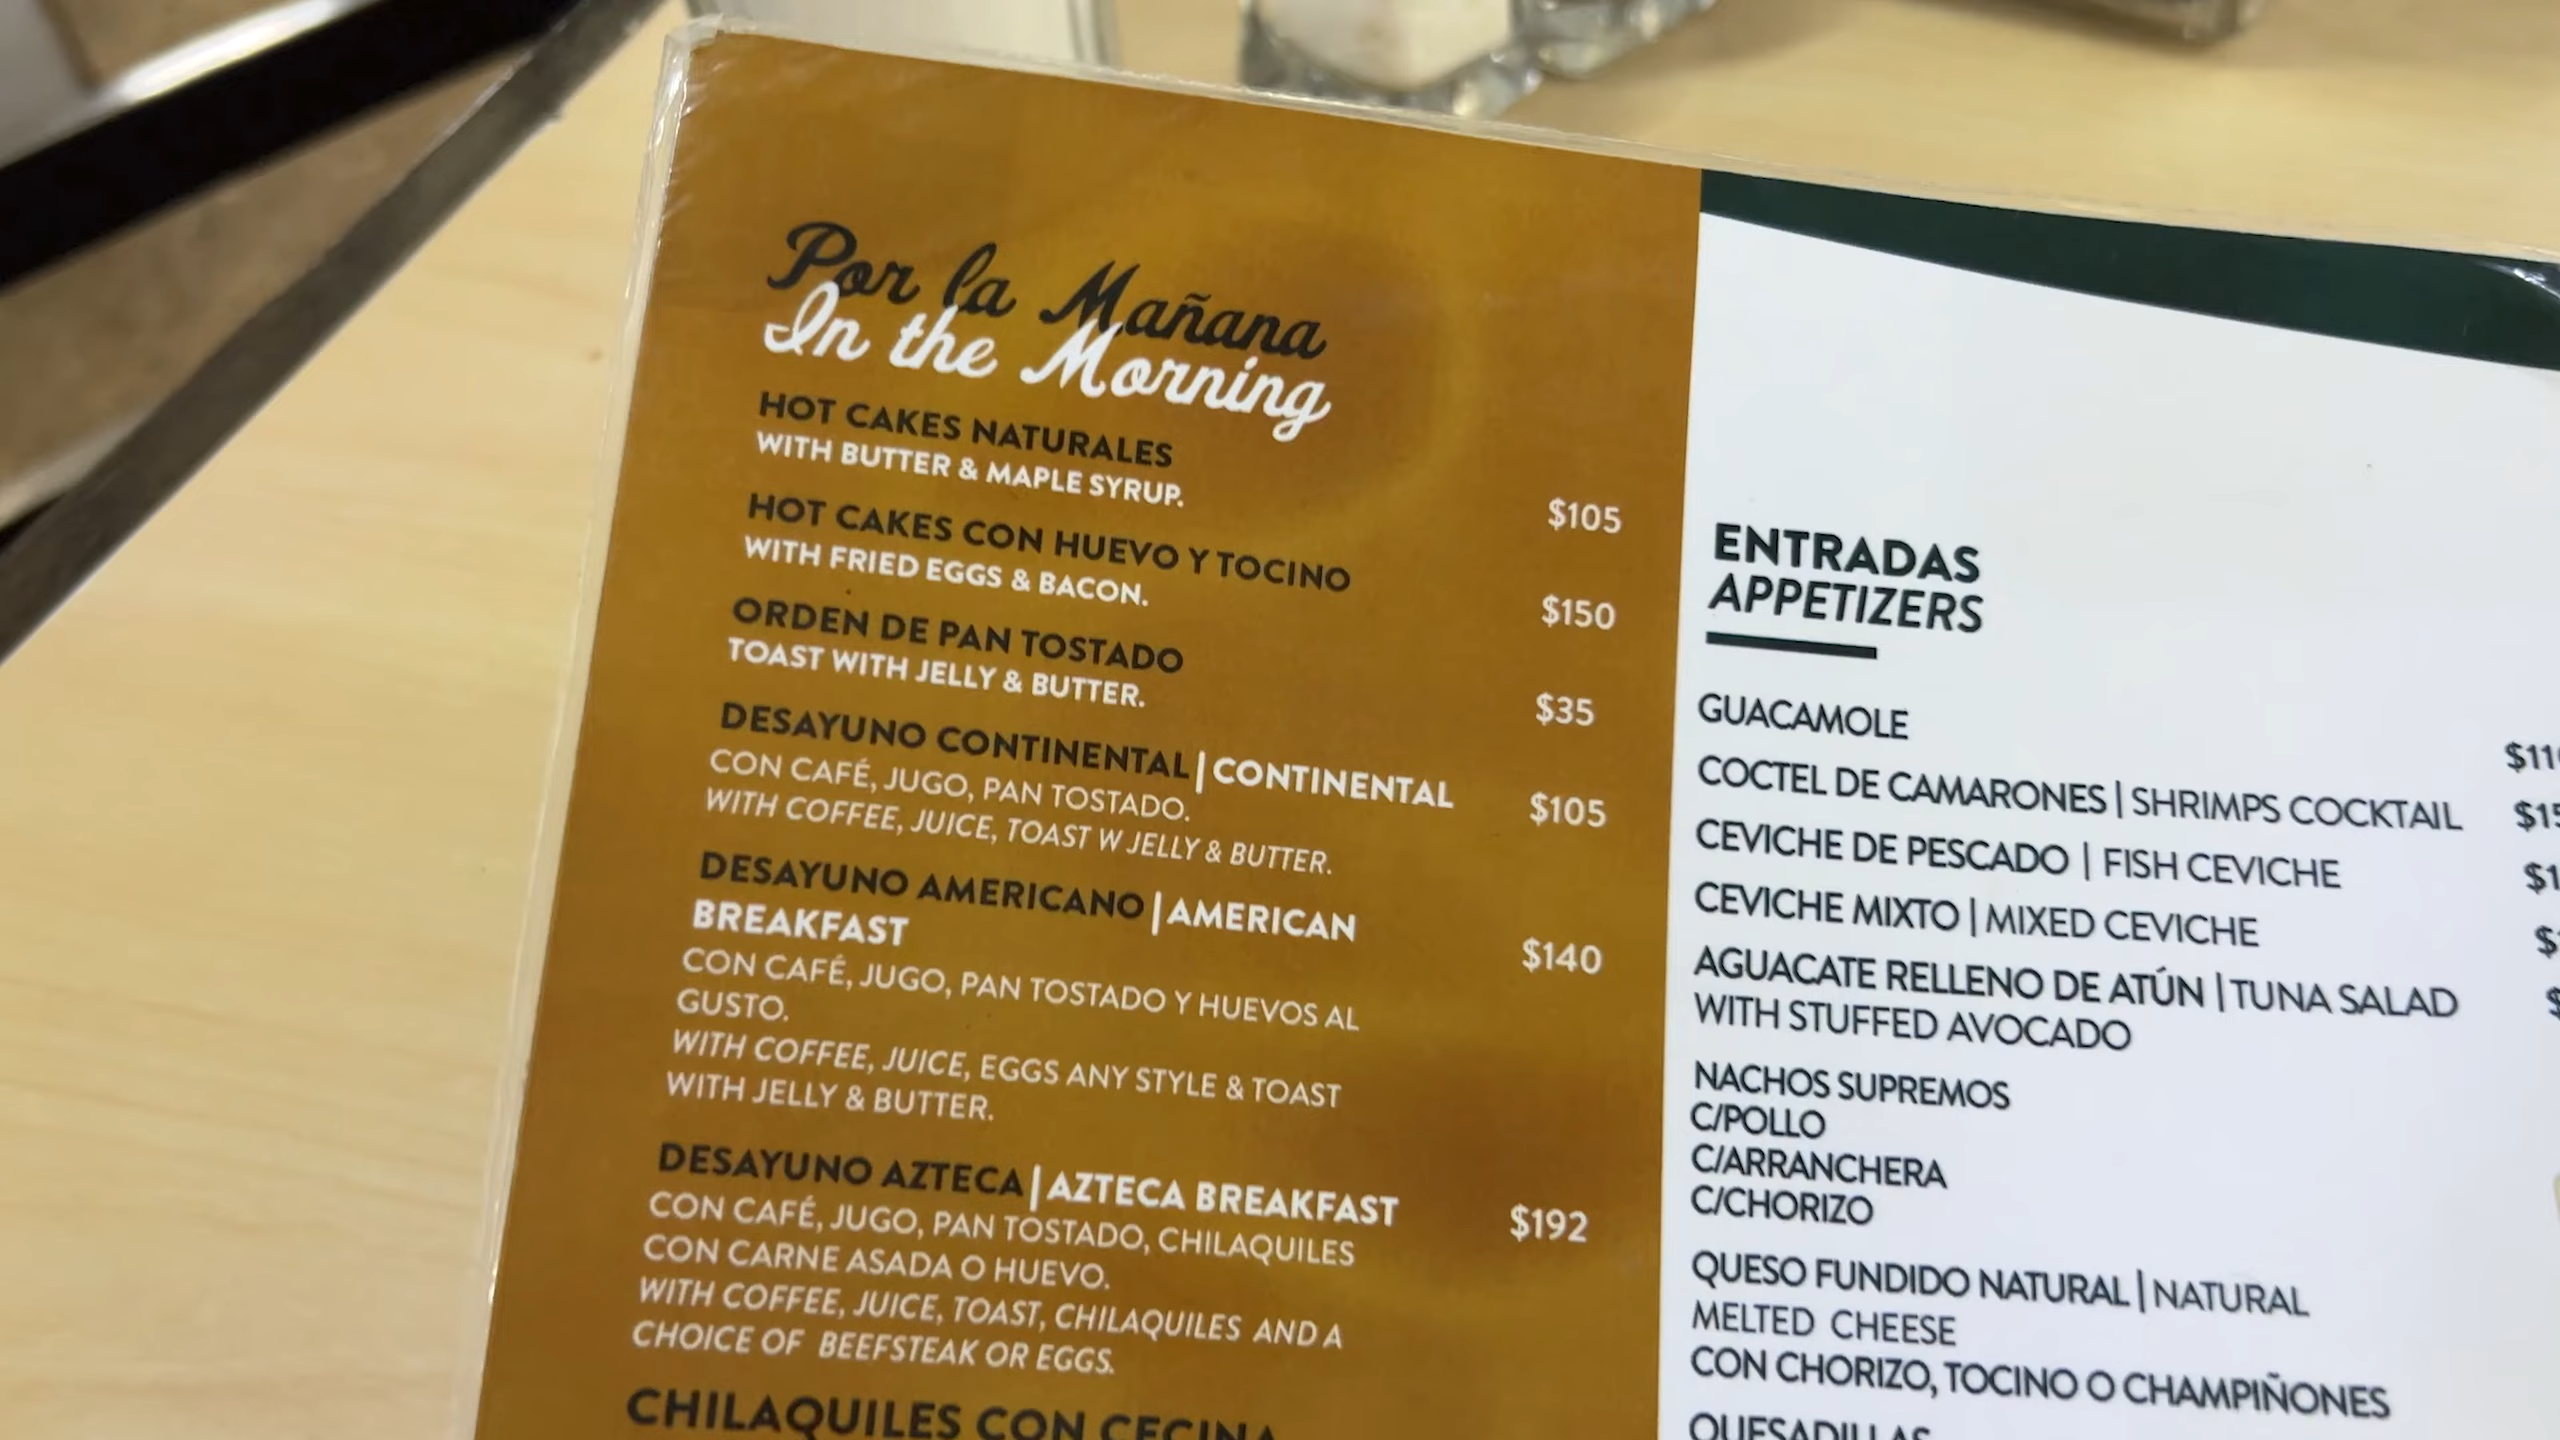 Por la Mañana
In the Morning
HOT CAKES NATURALES
WITH BUTTER & MAPLE SYRUP.
$105
HOT CAKES CON HUEVO Y TOCINO
WITH FRIED EGGS & BACON.
$150
ORDEN DE PAN TOSTADO
TOAST WITH JELLY & BUTTER.
$35
DESAYUNO CONTINENTAL | CONTINENTAL
CON CAFÉ, JUGO, PAN TOSTADO.
$105
WITH COFFEE, JUICE, TOAST W JELLY & BUTTER.
DESAYUNO AMERICANO | AMERICAN
BREAKFAST
$140
CON CAFÉ, JUGO, PAN TOSTADO Y HUEVOS AL
GUSTO.
WITH COFFEE, JUICE, EGGS ANY STYLE & TOAST
WITH JELLY & BUTTER.
DESAYUNO AZTECA | AZTECA BREAKFAST
$192
CON CAFÉ, JUGO, PAN TOSTADO, CHILAQUILES
CON CARNE ASADA O HUEVO.
WITH COFFEE, JUICE, TOAST, CHILAQUILES AND A
CHOICE OF BEEFSTEAK OR EGGS.
CHILAQUILES CON CECINA
ENTRADAS
APPETIZERS
GUACAMOLE
COCTEL DE CAMARONES | SHRIMPS COCKTAIL
CEVICHE DE PESCADO | FISH CEVICHE
CEVICHE MIXTO | MIXED CEVICHE
AGUACATE RELLENO DE ATÚN | TUNA SALAD
WITH STUFFED AVOCADO
NACHOS SUPREMOS
C/POLLO
C/ARRANCHERA
C/CHORIZO
QUESO FUNDIDO NATURAL | NATURAL
MELTED CHEESE
CON CHORIZO, TOCINO O CHAMPIÑONES
QUESADILLAS